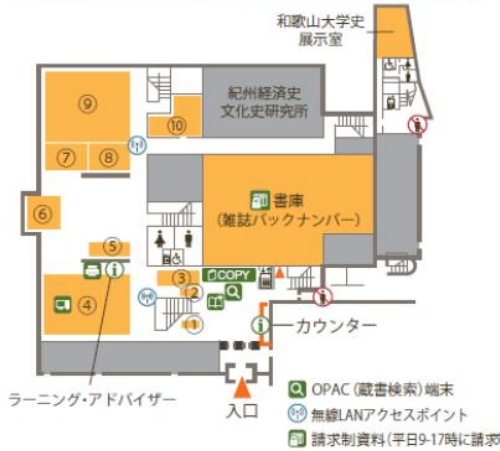 和歌山大学史
展示室
紀州経済史
文化史研究所
⑨
⑩
⑦
⑧
書庫
(雑誌バックナンバー)
⑥
⑤
③
COPY
②
④
①
カウンター
ラーニング・アドバイザー
入口
OPAC(蔵書検索)端末
無線LANアクセスポイント
請求制資料(平日9-17時に請求